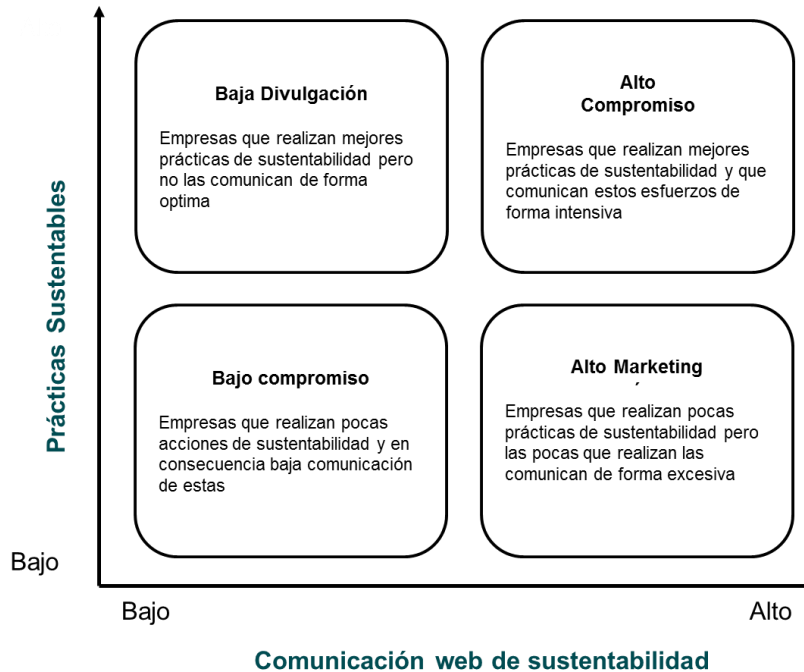 Baja Divulgación
Empresas que realizan mejores
prácticas de sustentabilidad pero
no las comunican de forma
optima
Alto
Compromiso
Empresas que realizan mejores
prácticas de sustentabilidad y que
comunican estos esfuerzos de
forma intensiva
Prácticas Sustentables
Bajo compromiso
Empresas que realizan pocas
acciones de sustentabilidad y en
consecuencia baja comunicación
de estas
Alto Marketing
Empresas que realizan pocas
prácticas de sustentabilidad pero
las pocas que realizan las
comunican de forma excesiva
Bajo
Bajo
Alto
Comunicación web de sustentabilidad